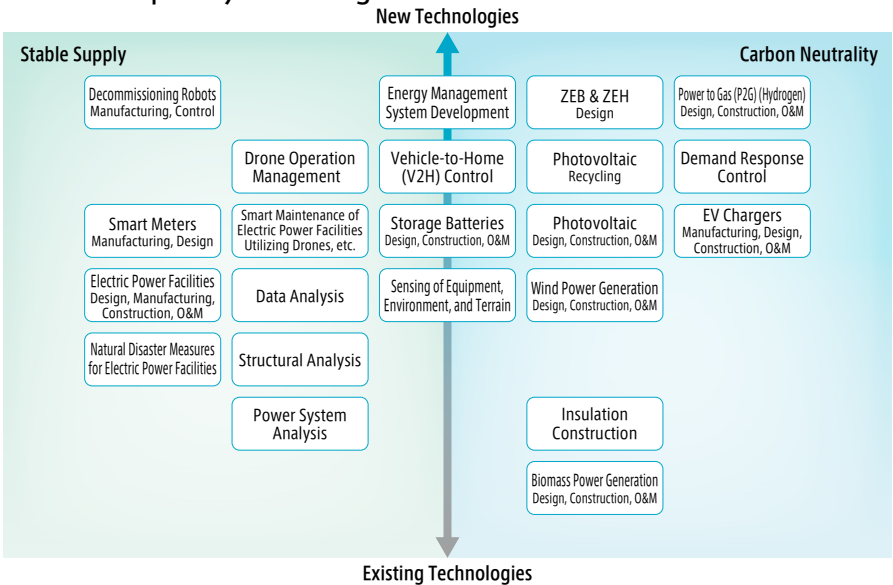 New Technologies
Stable Supply
Carbon Neutrality
Decommissioning Robots
Manufacturing, Control
Energy Management
System Development
ZEB & ZEH
Design
Power to Gas (P2G) (Hydrogen)
Design, Construction, O&M
Drone Operation
Management
Vehicle-to-Home
(V2H) Control
Photovoltaic
Recycling
Demand Response
Control
Smart Meters
Manufacturing, Design
Smart Maintenance of
Electric Power Facilities
Utilizing Drones, etc.
Storage Batteries
Design, Construction, O&M
Photovoltaic
Design, Construction, O&M
EV Chargers
Manufacturing, Design,
Construction, O&M
Electric Power Facilities
Design, Manufacturing,
Construction, O&M
Data Analysis
Sensing of Equipment,
Environment, and Terrain
Wind Power Generation
Design, Construction, O&M
Natural Disaster Measures
for Electric Power Facilities
Structural Analysis
Power System
Analysis
Insulation
Construction
Biomass Power Generation
Design, Construction, O&M
Existing Technologies